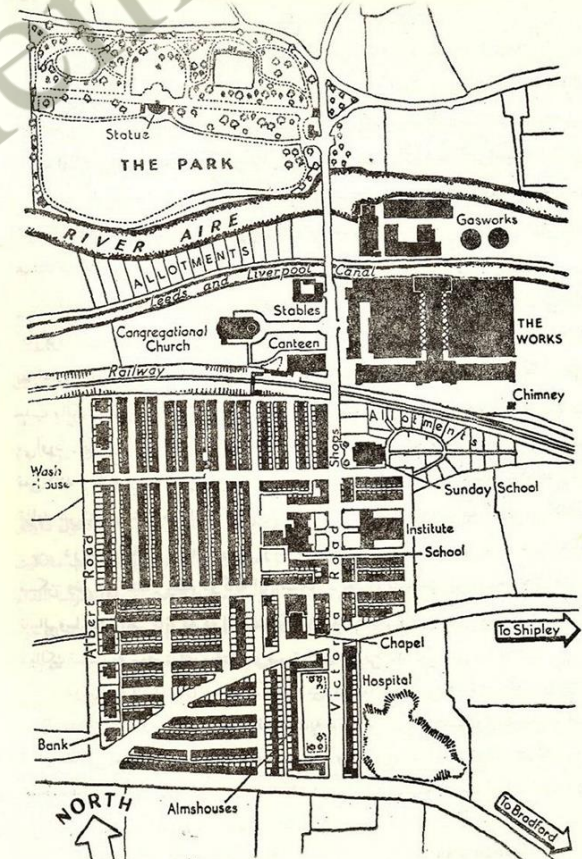 Statue
THE PARK
RIVER AIRE
Gasworks
ALLOTMENTS
Leeds and Liverpool Canal
Stables
Congregational
Church
THE
WORKS
Canteen
Railway
Chimney
Allotments
Shops
Wash
House
Sunday School
Institute
School
Albert Road
Victoria Road
Chapel
To Shipley
Hospital
Bank
NORTH
Almshouses
To Bradford